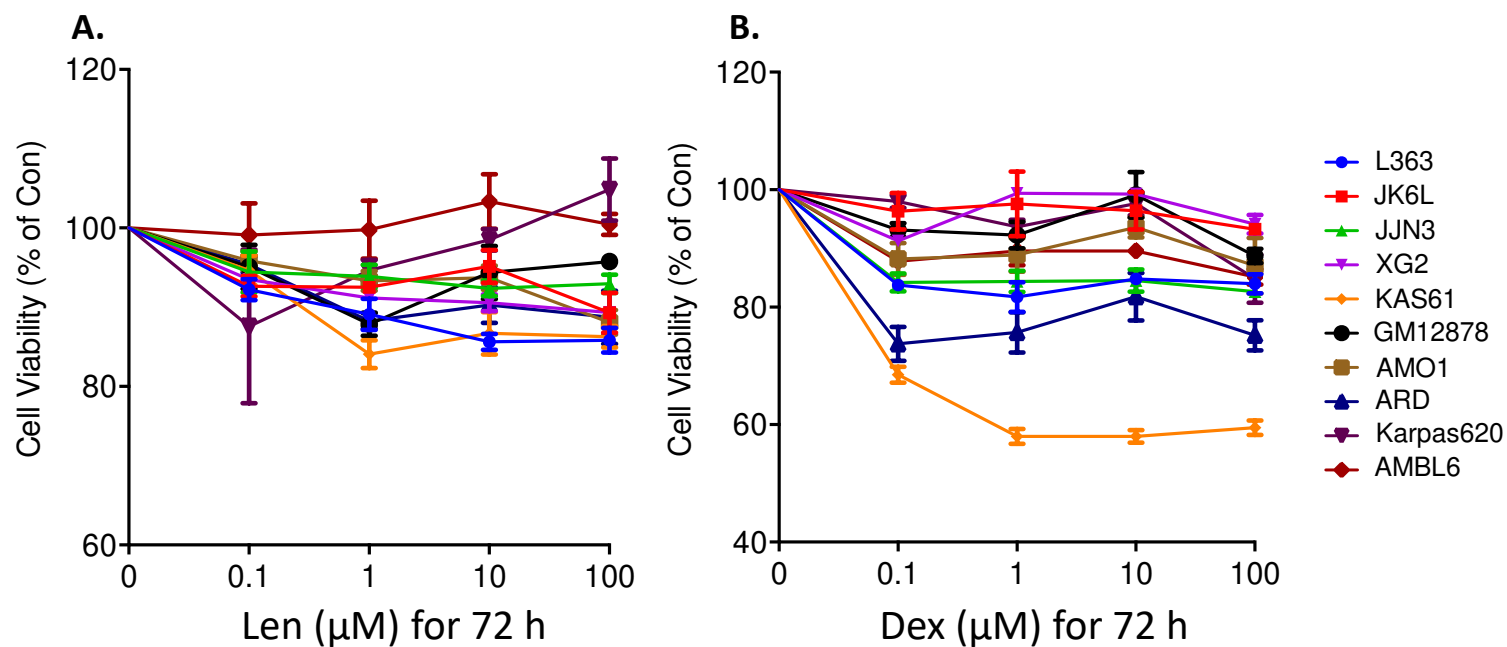 A.
Cell Viability (% of Con)
120
100
80
60
0 0.1 1 10 100
Len (µM) for 72 h
B.
Cell Viability (% of Con)
120
100
80
60
40
0 0.1 1 10 100
Dex (µM) for 72 h
L363
JK6L
JJN3
XG2
KAS61
GM12878
AMO1
ARD
Karpas620
AMBL6